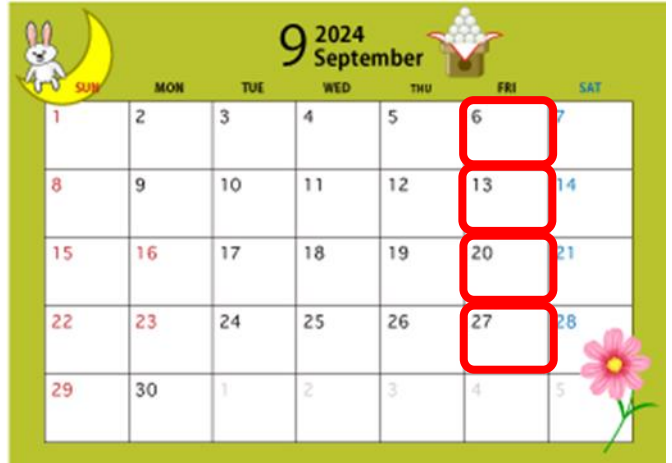 9 2024
September
SUN MON TUE WED THU FRI SAT
1 2 3 4 5 6 7
8 9 10 11 12 13 14
15 16 17 18 19 20 21
22 23 24 25 26 27 28
29 30 1 2 3 4 5